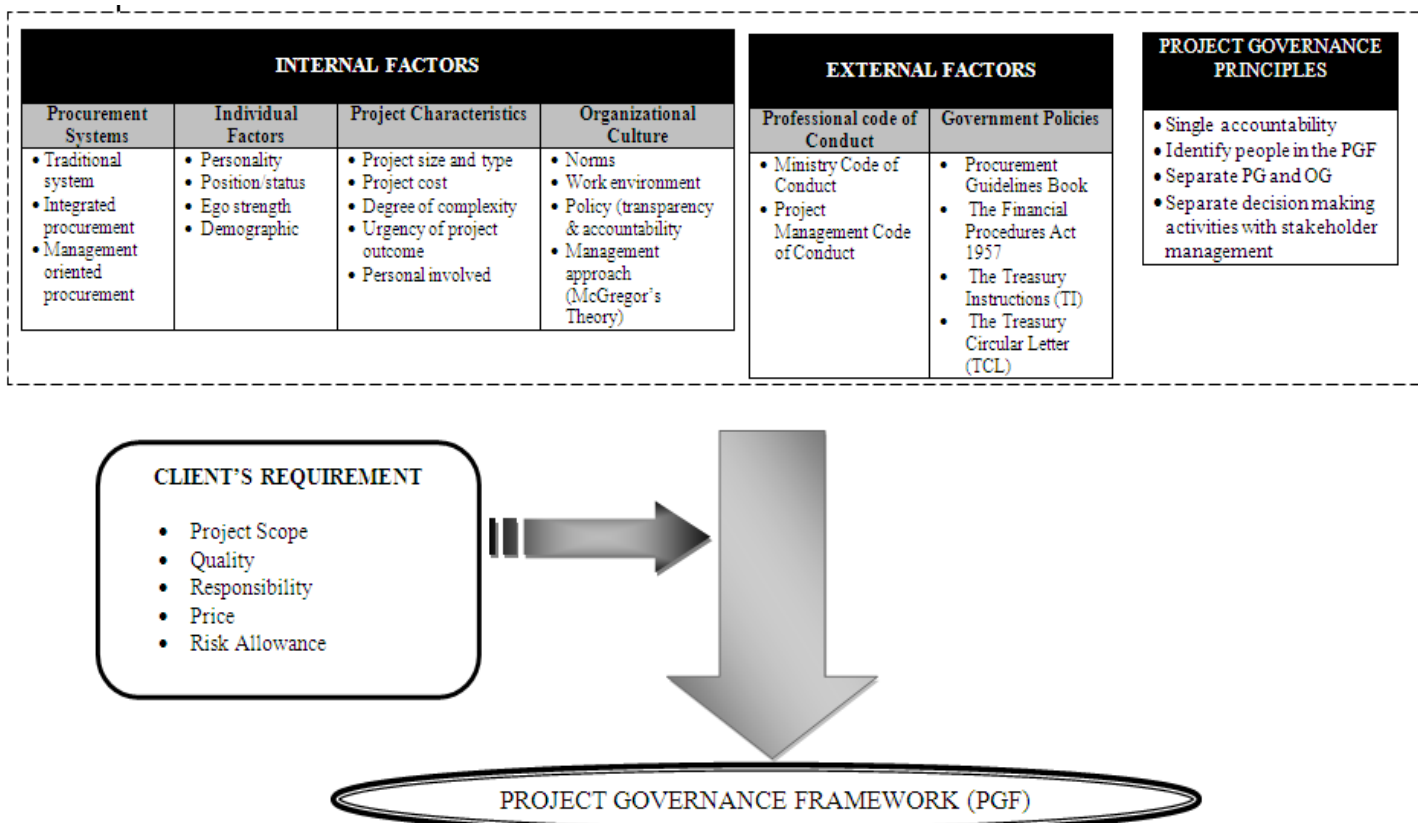 INTERNAL FACTORS
Procurement
Systems
• Traditional
system
• Integrated
procurement
• Management
oriented
procurement
Individual
Factors
• Personality
• Position/status
• Ego strength
• Demographic
Project Characteristics
• Project size and type
• Project cost
• Degree of complexity
• Urgency of project
outcome
• Personal involved
Organizational
Culture
• Norms
• Work environment
• Policy (transparency
& accountability
• Management
approach
(McGregor's
Theory)
EXTERNAL FACTORS
Professional code of
Conduct
• Ministry Code of
Conduct
• Project
Management Code
of Conduct
Government Policies
• Procurement
Guidelines Book
• The Financial
Procedures Act
1957
• The Treasury
Instructions (TI)
• The Treasury
Circular Letter
(TCL)
PROJECT GOVERNANCE
PRINCIPLES
• Single accountability
• Identify people in the PGF
• Separate PG and OG
• Separate decision making
activities with stakeholder
management
CLIENT'S REQUIREMENT
• Project Scope
• Quality
• Responsibility
• Price
• Risk Allowance
PROJECT GOVERNANCE FRAMEWORK (PGF)